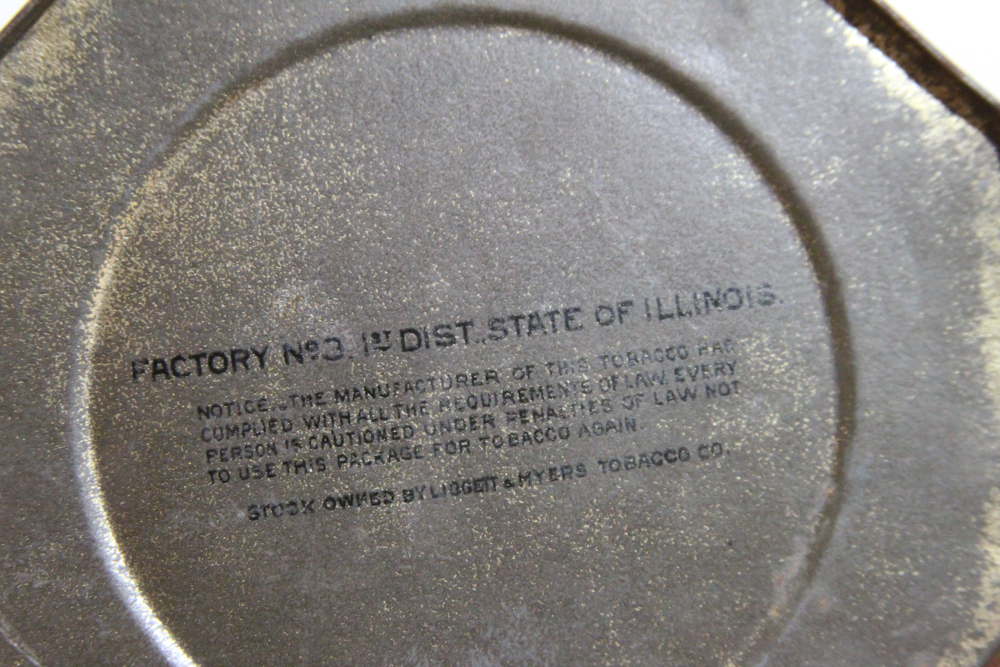 FACTORY Nº 3. 1ST DIST., STATE OF ILLINOIS.
NOTICE. THE MANUFACTURER OF THIS TOBACCO HAS
COMPLIED WITH ALL THE REQUIREMENTS OF LAW. EVERY
PERSON IS CAUTIONED UNDER PENALTIES OF LAW NOT
TO USE THIS PACKAGE FOR TOBACCO AGAIN.
STOCK OWNED BY LIGGETT & MYERS TOBACCO CO.